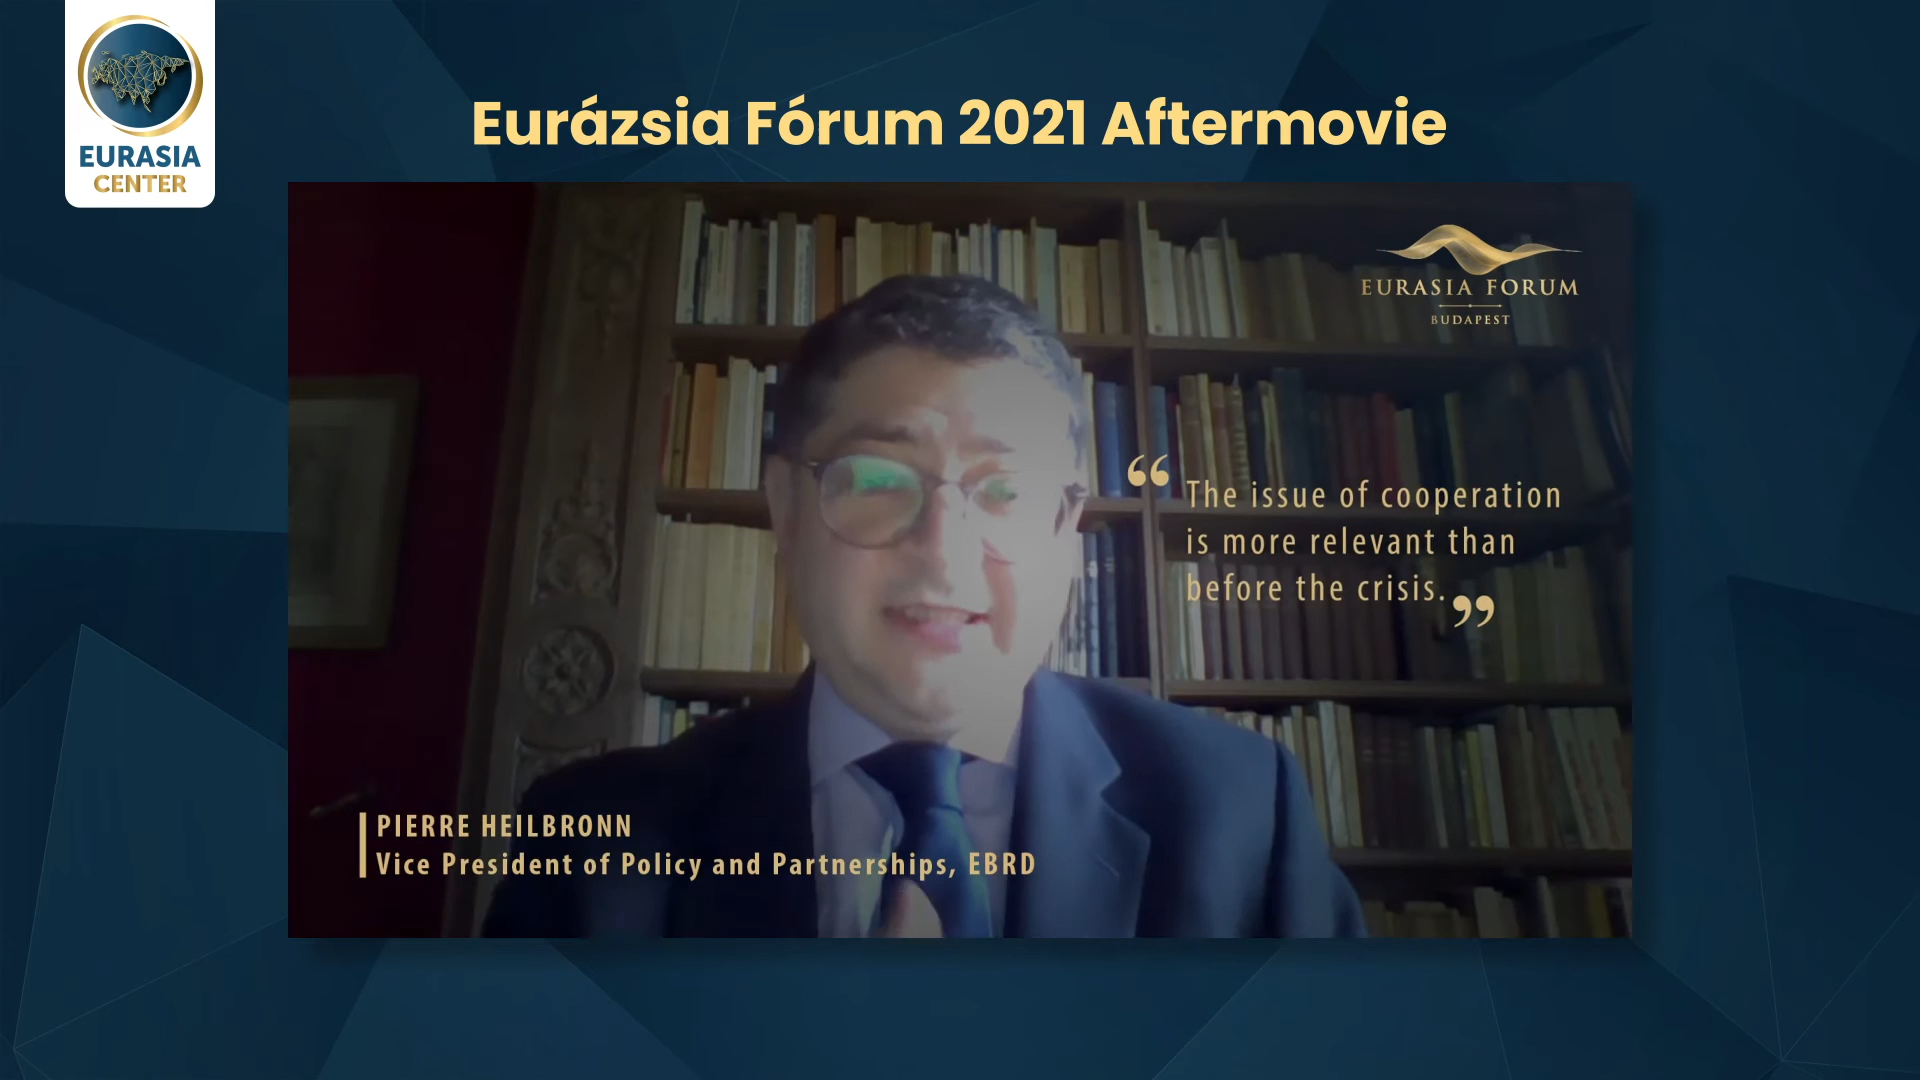 EURASIA
CENTER
Eurázsia Fórum 2021 Aftermovie
EURASIA FORUM
BUDAPEST
“The issue of cooperation
is more relevant than
before the crisis.”
PIERRE HEILBRONN
Vice President of Policy and Partnerships, EBRD